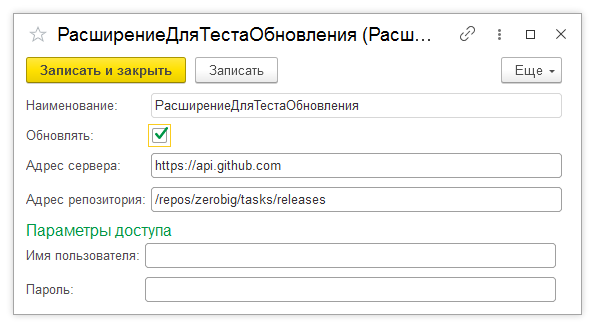 РасширениеДляТестаОбновления (Расш...
Записать и закрыть Записать Еще
Наименование: РасширениеДляТестаОбновления
Обновлять:
Адрес сервера: https://api.github.com
Адрес репозитория: /repos/zerobig/tasks/releases
Параметры доступа
Имя пользователя:
Пароль: